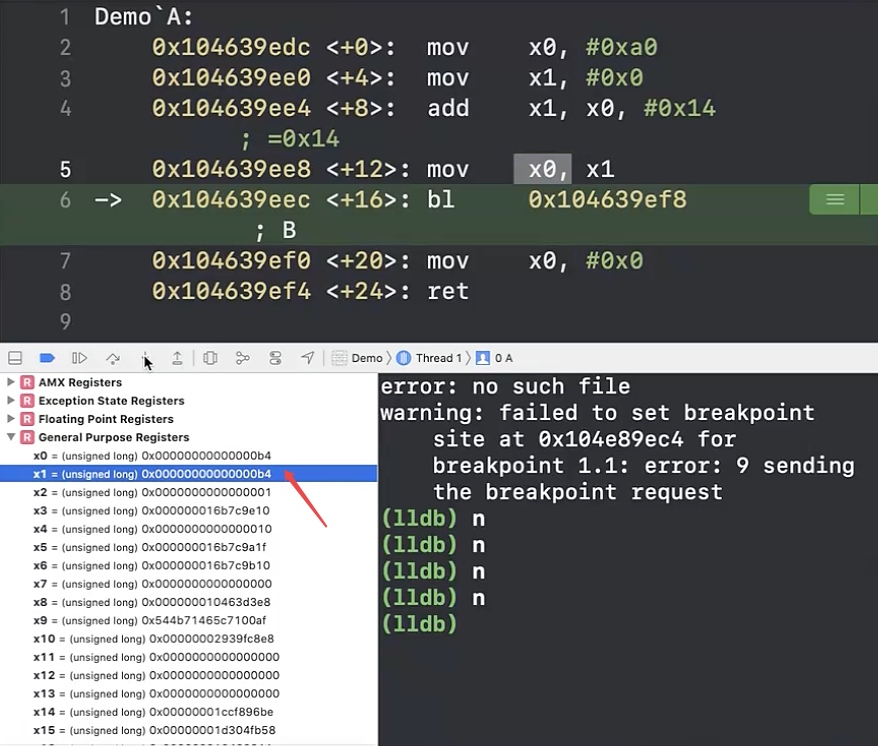 1 Demo`A:
2 0x104639edc <+0>: mov x0, #0xa0
3 0x104639ee0 <+4>: mov x1, #0x0
4 0x104639ee4 <+8>: add x1, x0, #0x14
; =0x14
5 0x104639ee8 <+12>: mov x0, x1
6 -> 0x104639eec <+16>: bl 0x104639ef8
; B
7 0x104639ef0 <+20>: mov x0, #0x0
8 0x104639ef4 <+24>: ret
9
Demo Thread 1 0 A
R AMX Registers
R Exception State Registers
R Floating Point Registers
R General Purpose Registers
x0 = (unsigned long) 0x00000000000000b4
x1 = (unsigned long) 0x00000000000000b4
x2 = (unsigned long) 0x0000000000000001
x3 = (unsigned long) 0x000000016b7c9e10
x4 = (unsigned long) 0x0000000000000010
x5 = (unsigned long) 0x000000016b7c9a1f
x6 = (unsigned long) 0x000000016b7c9b10
x7 = (unsigned long) 0x0000000000000000
x8 = (unsigned long) 0x000000010463d3e8
x9 = (unsigned long) 0x544b71465c7100af
x10 = (unsigned long) 0x00000002939fc8e8
x11 = (unsigned long) 0x0000000000000000
x12 = (unsigned long) 0x0000000000000000
x13 = (unsigned long) 0x0000000000000000
x14 = (unsigned long) 0x00000001ccf896be
x15 = (unsigned long) 0x00000001d304fb58
error: no such file
warning: failed to set breakpoint
site at 0x104e89ec4 for
breakpoint 1.1: error: 9 sending
the breakpoint request
(lldb) n
(lldb) n
(lldb) n
(lldb) n
(lldb)